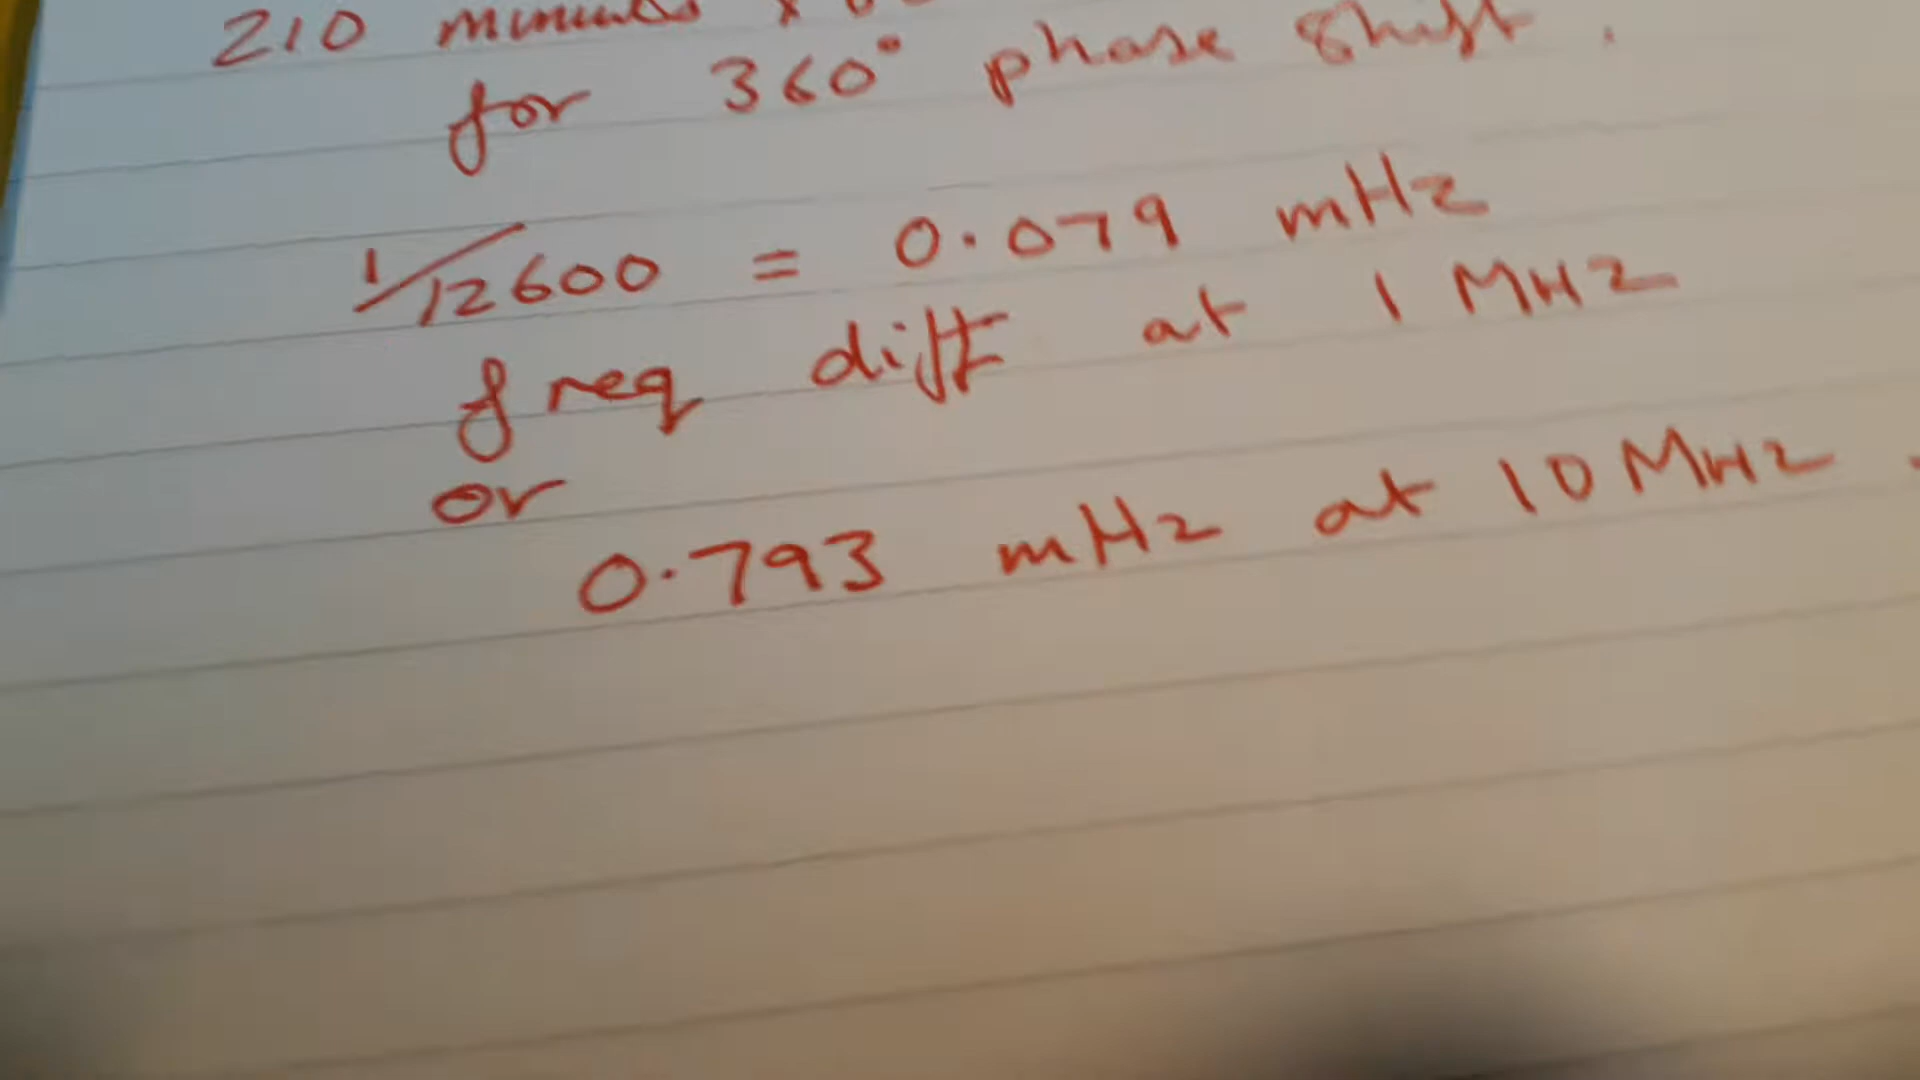 210 minutes x
for 360° phase shift.
1/12600 = 0.079 mHz
freq diff at 1 MHz
or
0.793 mHz at 10 MHz